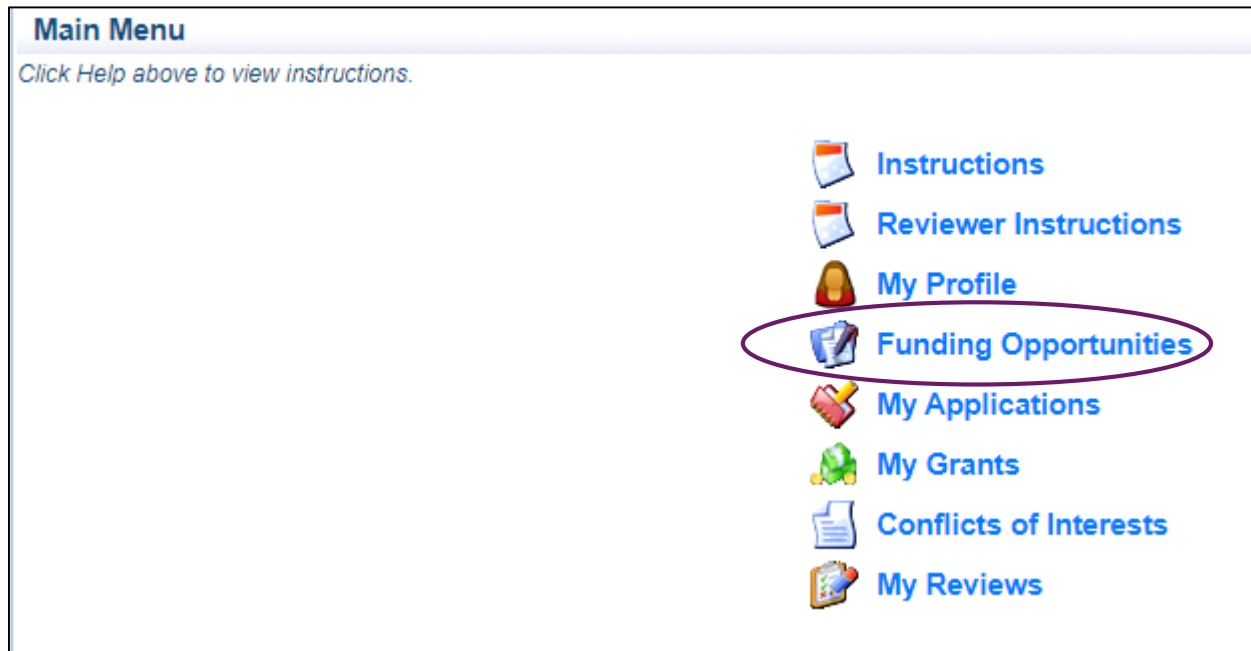 Main Menu
Click Help above to view instructions.
Instructions
Reviewer Instructions
My Profile
Funding Opportunities
My Applications
My Grants
Conflicts of Interests
My Reviews